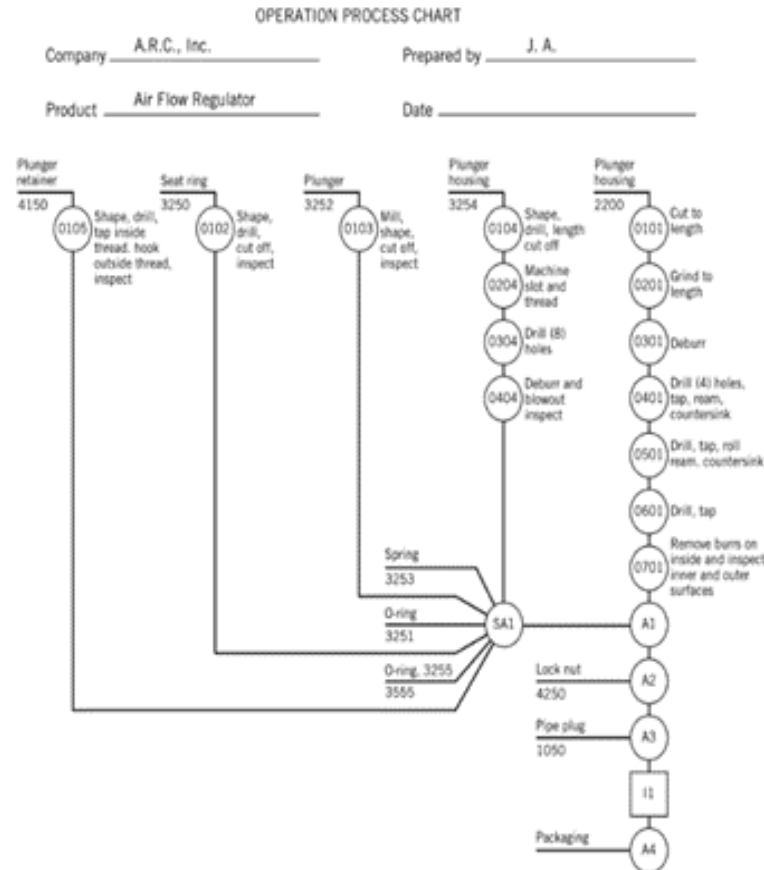 OPERATION PROCESS CHART
Company A.R.C., Inc.
Prepared by J. A.
Product Air Flow Regulator
Date
Plunger
retainer
4150
0105
Shape, drill,
tap inside
thread. hook
outside thread,
inspect
Seat ring
3250
0102
Shape,
drill,
cut off,
inspect
Plunger
3252
0103
Mill,
shape,
cut off,
inspect
Plunger
housing
3254
0104
Shape,
drill, length
cut off
0204
Machine
slot and
thread
0304
Drill (8)
holes
0404
Deburr and
blowout
inspect
Plunger
housing
2200
0101
Cut to
length
0201
Grind to
length
0301
Deburr
0401
Drill (4) holes,
tap, ream,
countersink
0501
Drill, tap, roll
ream. countersink
0601
Drill, tap
0701
Remove burrs on
inside and inspect
inner and outer
surfaces
Spring
3253
O-ring
3251
O-ring, 3255
3555
SA1
A1
Lock nut
4250
A2
Pipe plug
1050
A3
I1
Packaging
A4